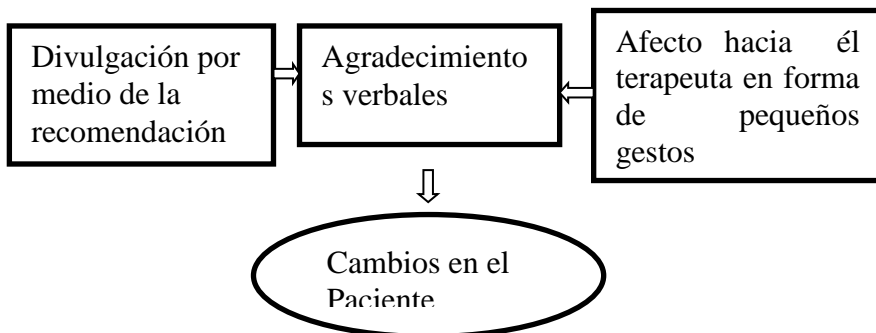 Divulgación por
medio de la
recomendación
Agradecimiento
s verbales
Afecto hacia él
terapeuta en forma
de pequeños
gestos
Cambios en el
Paciente